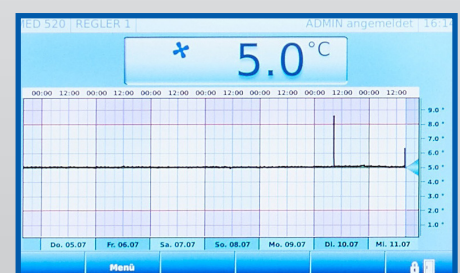 MED 520 | REGLER 1 ADMIN angemeldet | 16:14
5.0°C
00:00 12:00 00:00 12:00 00:00 12:00 00:00 12:00 00:00 12:00 00:00 12:00 00:00 12:00
9.0 °
8.0 °
7.0 °
6.0 °
5.0 °
4.0 °
3.0 °
2.0 °
1.0 °
Do. 05.07 Fr. 06.07 Sa. 07.07 So. 08.07 Mo. 09.07 Di. 10.07 Mi. 11.07
Menü